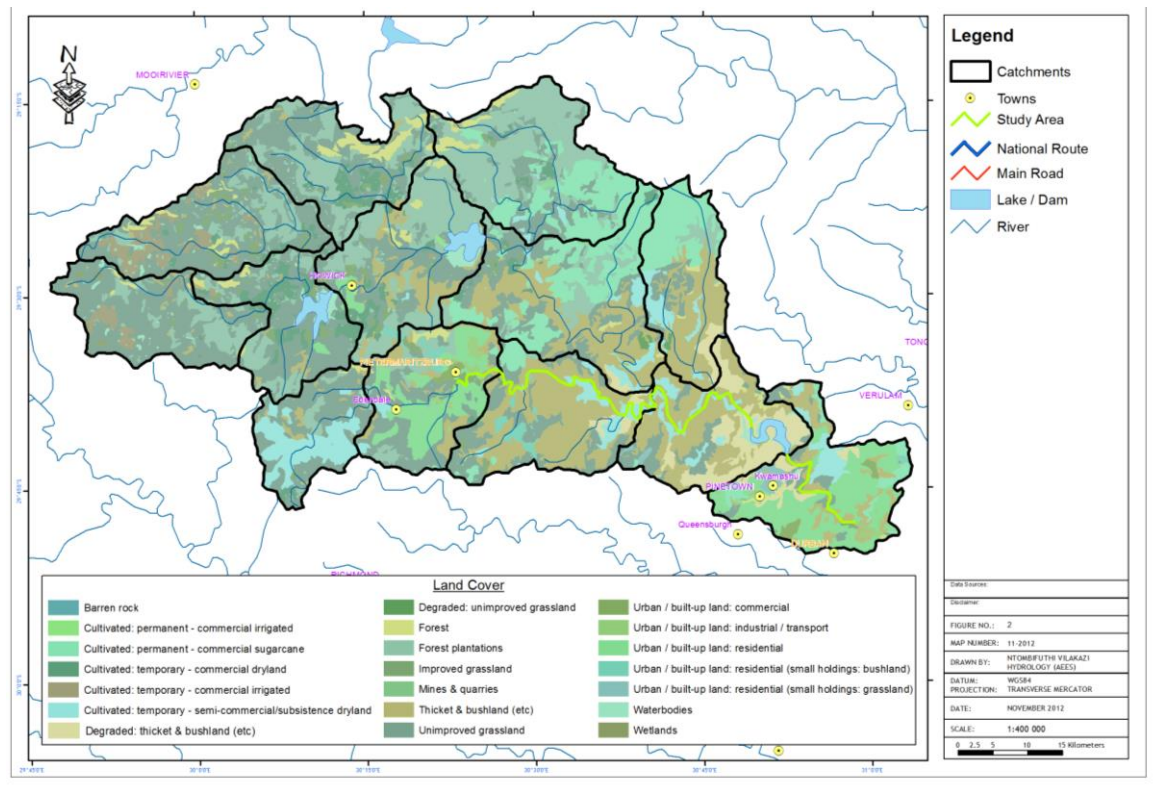 N
MOOIRIVIER
HOWICK
PIETERMARITZBURG
TONG
VERULAM
Kwamashu
PINETOWN
Queensburgh
DURBAN
RICHMOND
Land Cover
Barren rock
Cultivated: permanent - commercial irrigated
Cultivated: permanent - commercial sugarcane
Cultivated: temporary - commercial dryland
Cultivated: temporary - commercial irrigated
Cultivated: temporary - semi-commercial/subsistence dryland
Degraded: thicket & bushland (etc)
Degraded: unimproved grassland
Forest
Forest plantations
Improved grassland
Mines & quarries
Thicket & bushland (etc)
Unimproved grassland
Urban / built-up land: commercial
Urban / built-up land: industrial / transport
Urban / built-up land: residential
Urban / built-up land: residential (small holdings: bushland)
Urban / built-up land: residential (small holdings: grassland)
Waterbodies
Wetlands
29°45'0"E
30°0'0"E
30°15'0"E
30°30'0"E
30°45'0"E
31°0'0"E
Legend
Catchments
Towns
Study Area
National Route
Main Road
Lake / Dam
River
Data Sources:
Disclaimer:
FIGURE NO.: 2
MAP NUMBER: 11-2012
DRAWN BY: NTOMBIFUTHI VILAKAZI
HYDROLOGY (AEES)
DATUM: WGS84
PROJECTION: TRANSVERSE MERCATOR
DATE: NOVEMBER 2012
SCALE: 1:400 000
0 2.5 5 10 15 Kilometers